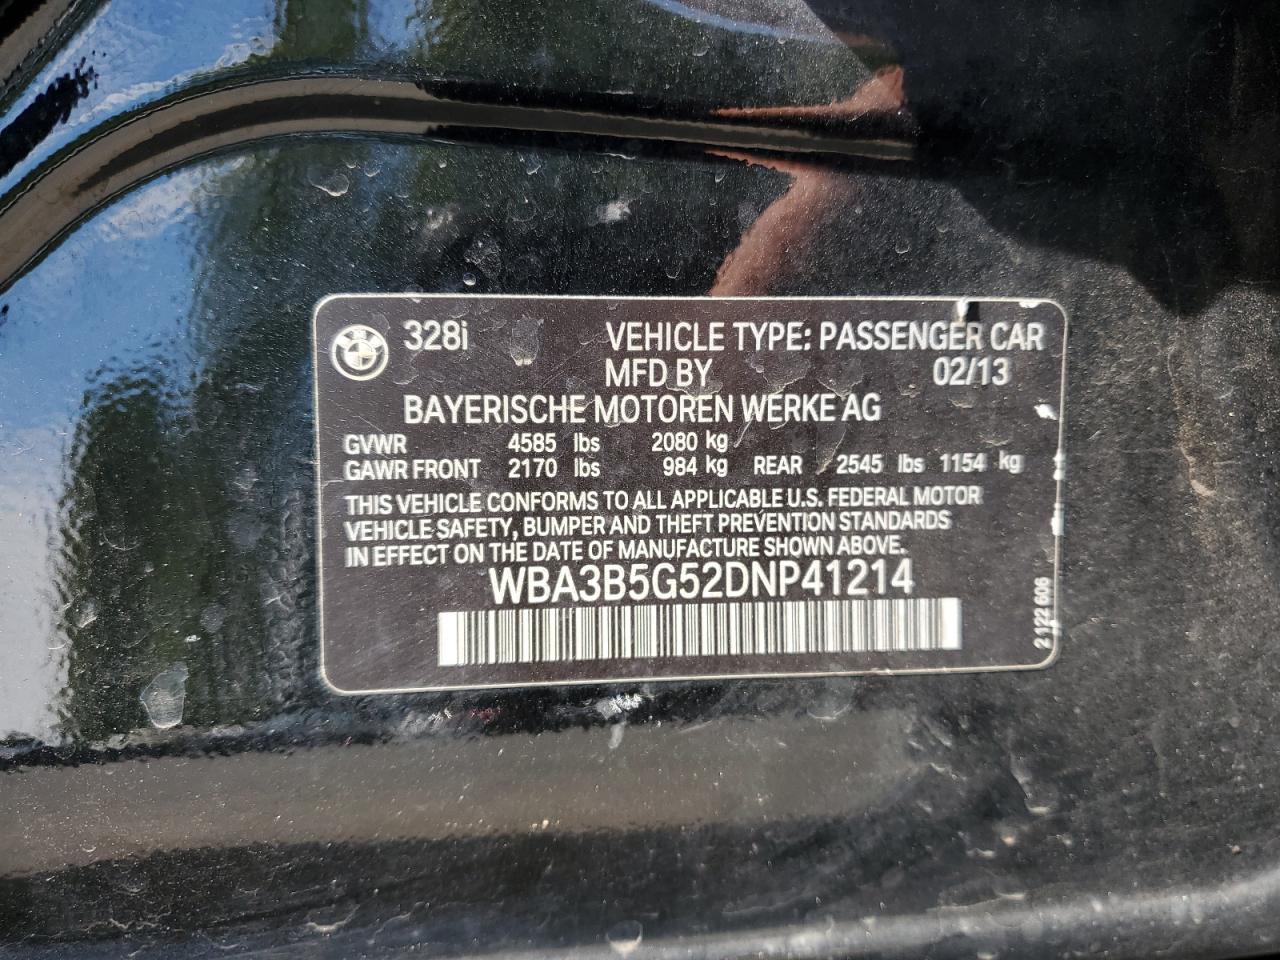 328i VEHICLE TYPE: PASSENGER CAR
MFD BY 02/13
BAYERISCHE MOTOREN WERKE AG
GVWR 4585 lbs 2080 kg
GAWR FRONT 2170 lbs 984 kg REAR 2545 lbs 1154 kg
THIS VEHICLE CONFORMS TO ALL APPLICABLE U.S. FEDERAL MOTOR
VEHICLE SAFETY, BUMPER AND THEFT PREVENTION STANDARDS
IN EFFECT ON THE DATE OF MANUFACTURE SHOWN ABOVE.
WBA3B5G52DNP41214
2 122 606